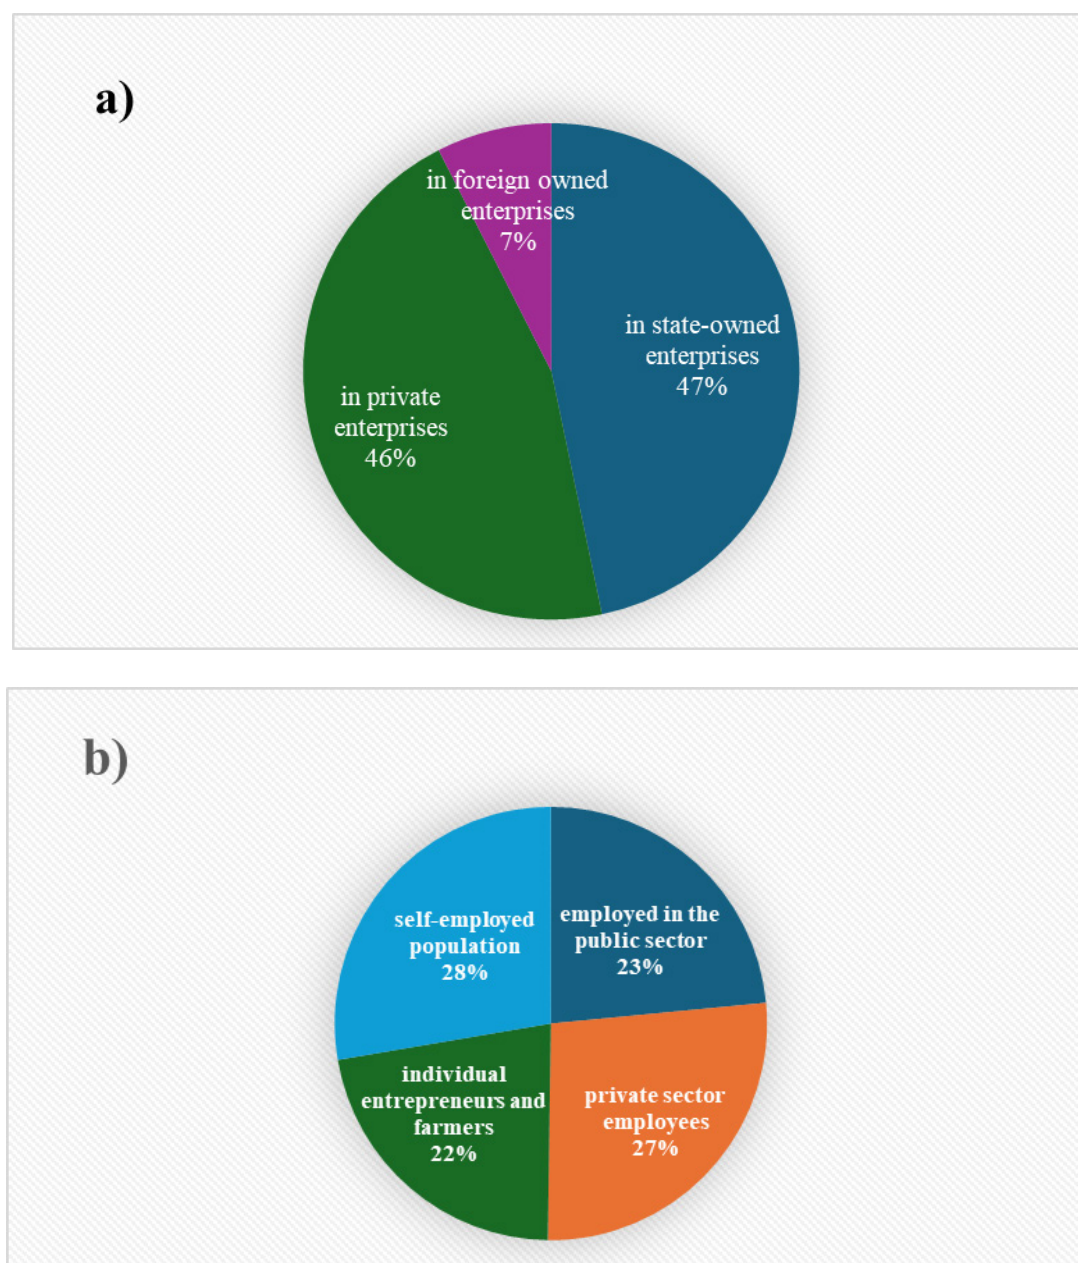 a)
in foreign owned
enterprises
7%
in state-owned
enterprises
47%
in private
enterprises
46%
b)
self-employed
population
28%
employed in the
public sector
23%
individual
entrepreneurs and
farmers
22%
private sector
employees
27%